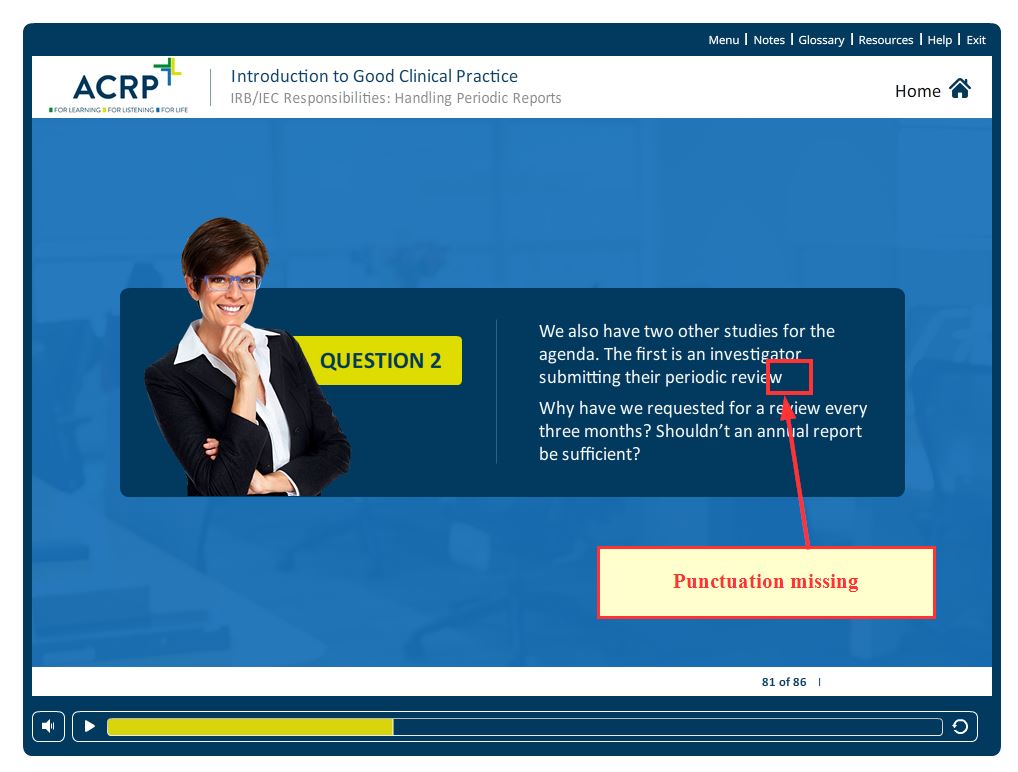 Menu | Notes | Glossary | Resources | Help | Exit
ACRP
FOR LEARNING FOR LISTENING FOR LIFE
Introduction to Good Clinical Practice
IRB/IEC Responsibilities: Handling Periodic Reports
Home
QUESTION 2
We also have two other studies for the
agenda. The first is an investigator
submitting their periodic review
Why have we requested for a review every
three months? Shouldn’t an annual report
be sufficient?
Punctuation missing
81 of 86 |